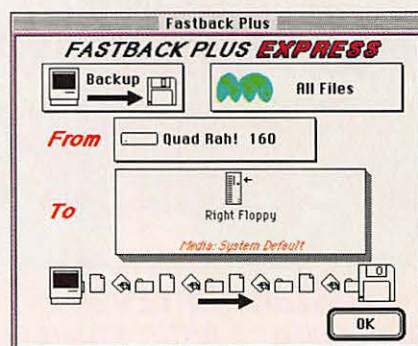 Fastback Plus
FASTBACK PLUS EXPRESS
Backup
All Files
From
Quad Rah! 160
To
Right Floppy
Media: System Default
OK